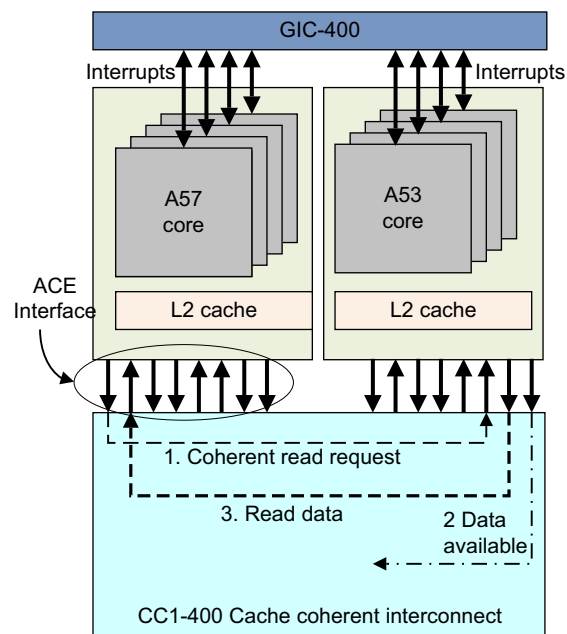 GIC-400
Interrupts
Interrupts
A57
core
A53
core
ACE
Interface
L2 cache
L2 cache
1. Coherent read request
3. Read data
2 Data
available
CC1-400 Cache coherent interconnect